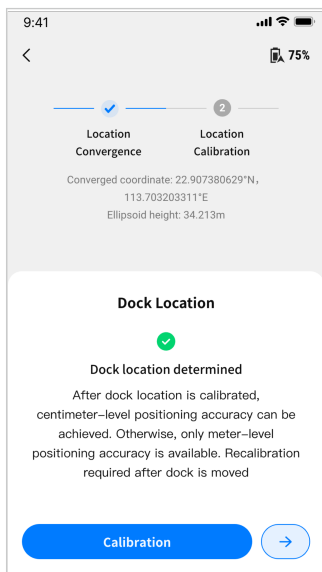 9:41
75%
2
Location Convergence
Location Calibration
Converged coordinate: 22.907380629°N，
113.703203311°E
Ellipsoid height: 34.213m
Dock Location
Dock location determined
After dock location is calibrated,
centimeter-level positioning accuracy can be
achieved. Otherwise, only meter-level
positioning accuracy is available. Recalibration
required after dock is moved
Calibration